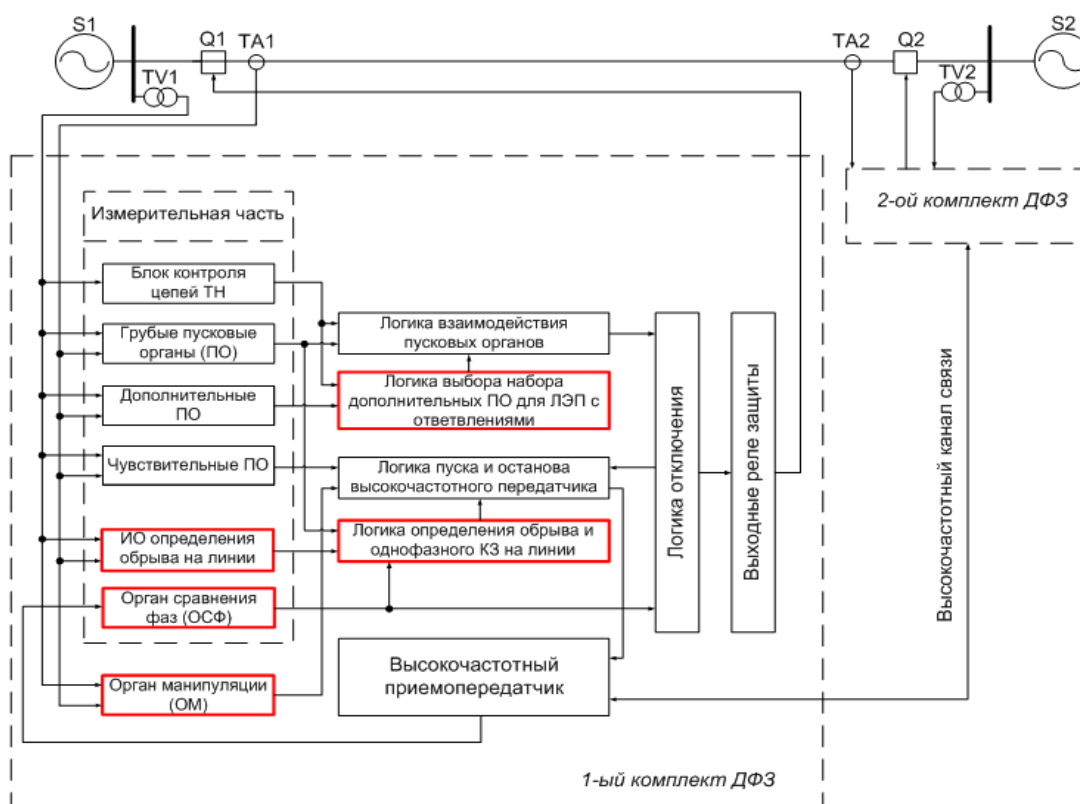 S1
Q1
TA1
TA2
Q2
S2
TV1
TV2
2-ой комплект ДФЗ
Измерительная часть
Блок контроля
цепей ТН
Грубые пусковые
органы (ПО)
Дополнительные
ПО
Чувствительные ПО
ИО определения
обрыва на линии
Орган сравнения
фаз (ОСФ)
Орган манипуляции
(ОМ)
Логика взаимодействия
пусковых органов
Логика выбора набора
дополнительных ПО для ЛЭП с
ответвлениями
Логика пуска и останова
высокочастотного передатчика
Логика определения обрыва и
однофазного КЗ на линии
Высокочастотный
приемопередатчик
Логика отключения
Выходные реле защиты
Высокочастотный канал связи
1-ый комплект ДФЗ